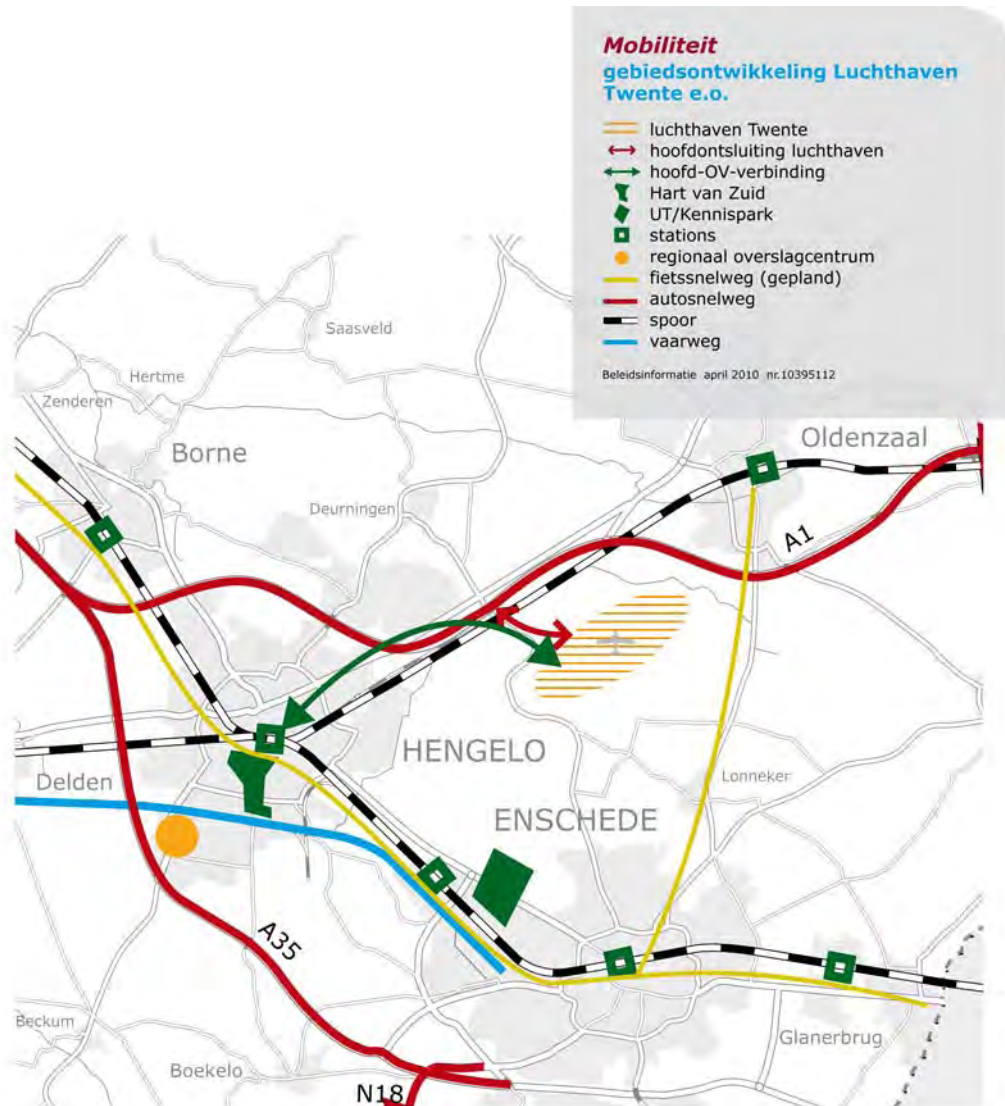 Mobiliteit
gebiedsontwikkeling Luchthaven
Twente e.o.
luchthaven Twente
hoofdontsluiting luchthaven
hoofd-OV-verbinding
Hart van Zuid
UT/Kennispark
stations
regionaal overslagcentrum
fietssnelweg (gepland)
autosnelweg
spoor
vaarweg
Beleidsinformatie april 2010 nr.10395112
Saasveld
Hertme
Zenderen
Borne
Oldenzaal
Deurningen
A1
HENGELO
Delden
Lonneker
ENSCHEDE
A35
Beckum
Glanerbrug
Boekelo
N18